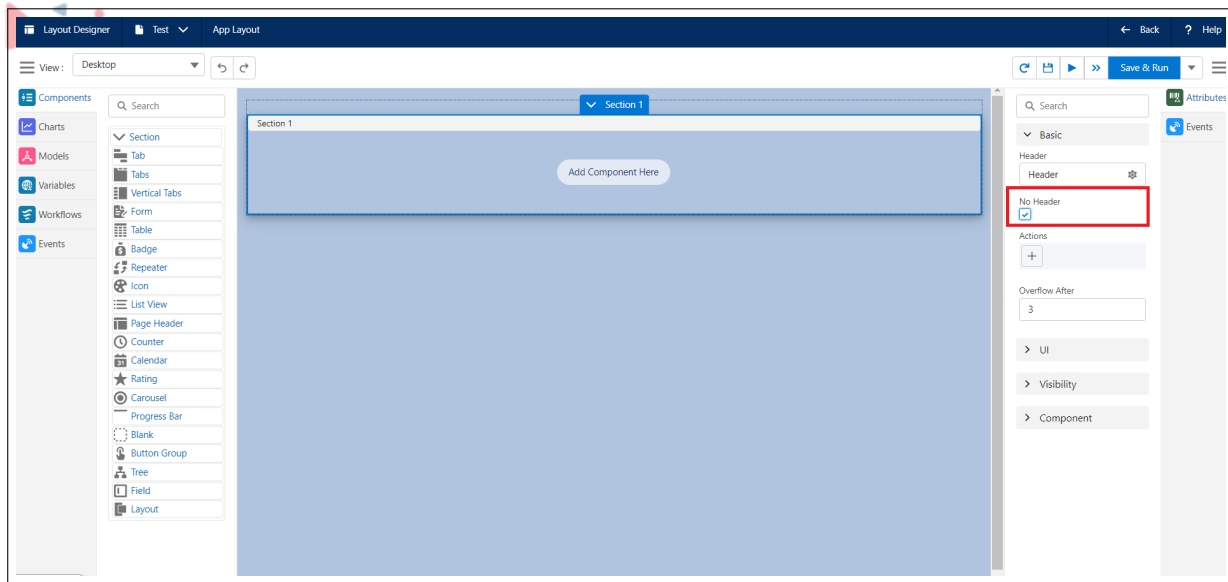 Layout Designer Test App Layout Back ? Help
View : Desktop Save & Run
Components
Charts
Models
Variables
Workflows
Events
Search
Section
Tab
Tabs
Vertical Tabs
Form
Table
Badge
Repeater
Icon
List View
Page Header
Counter
Calendar
Rating
Carousel
Progress Bar
Blank
Button Group
Tree
Field
Layout
Section 1
Section 1
Add Component Here
Search
Basic
Header
Header
No Header
Actions
+
Overflow After
3
UI
Visibility
Component
Attributes
Events